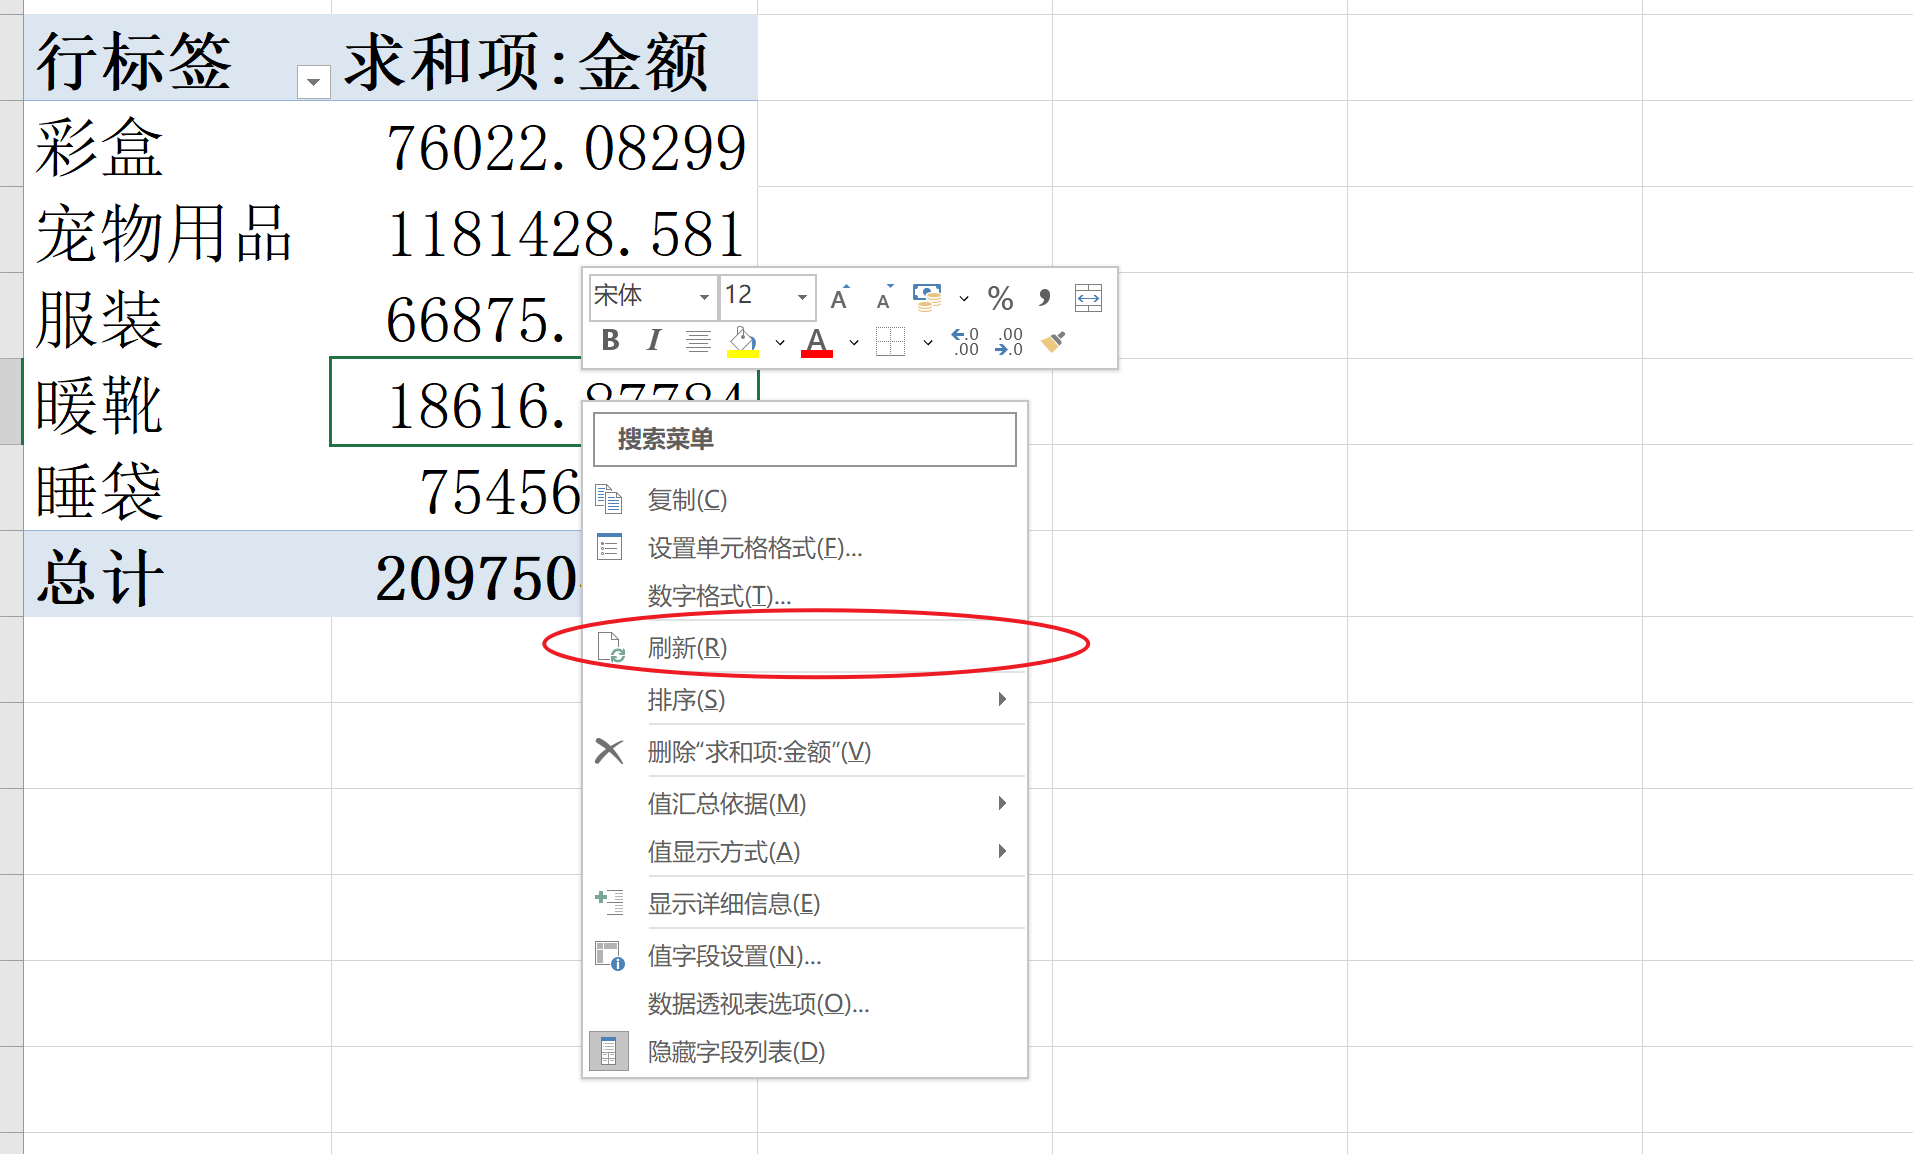 行标签 求和项:金额
彩盒 76022.08299
宠物用品 1181428.581
服装 66875.
暖靴 18616.87784
睡袋 75456
总计 209750
宋体 12
B I A
搜索菜单
复制(C)
设置单元格格式(F)...
数字格式(T)...
刷新(R)
排序(S)
删除“求和项:金额”(V)
值汇总依据(M)
值显示方式(A)
显示详细信息(E)
值字段设置(N)...
数据透视表选项(O)...
隐藏字段列表(D)